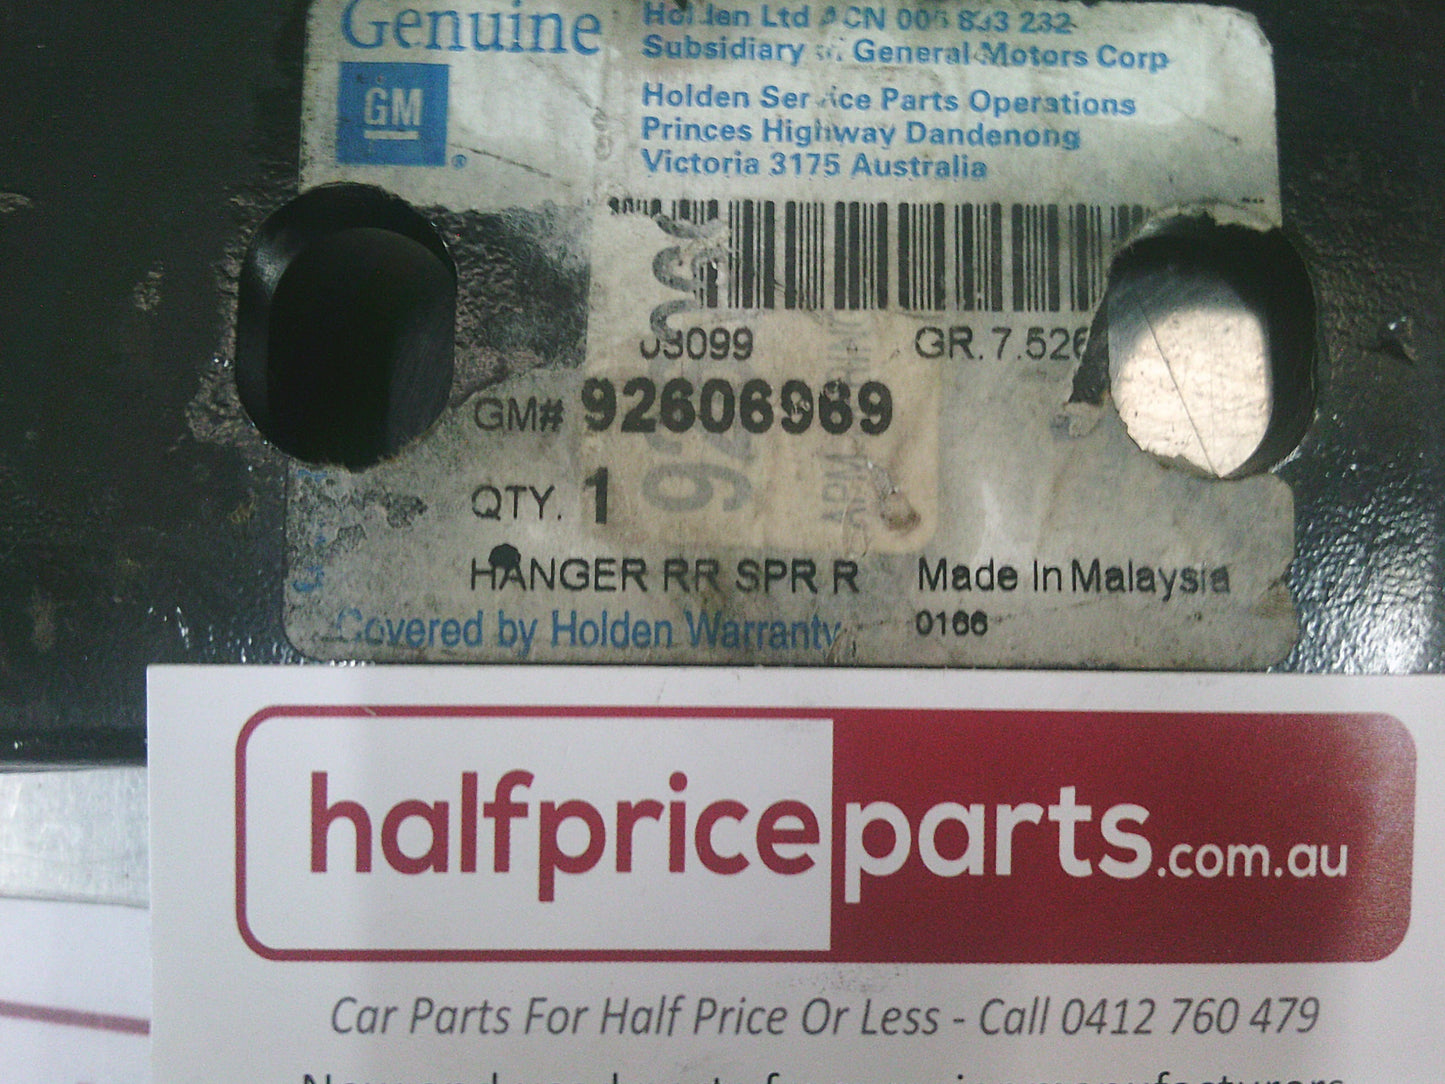 Genuine
GM
®
Holden Ltd ACN 006 893 232
Subsidiary of General Motors Corp
Holden Service Parts Operations
Princes Highway Dandenong
Victoria 3175 Australia
09099 GR. 7.526
GM# 92606969
QTY. 1
HANGER RR SPR R Made In Malaysia
Covered by Holden Warranty 0166
halfpriceparts.com.au
Car Parts For Half Price Or Less - Call 0412 760 479